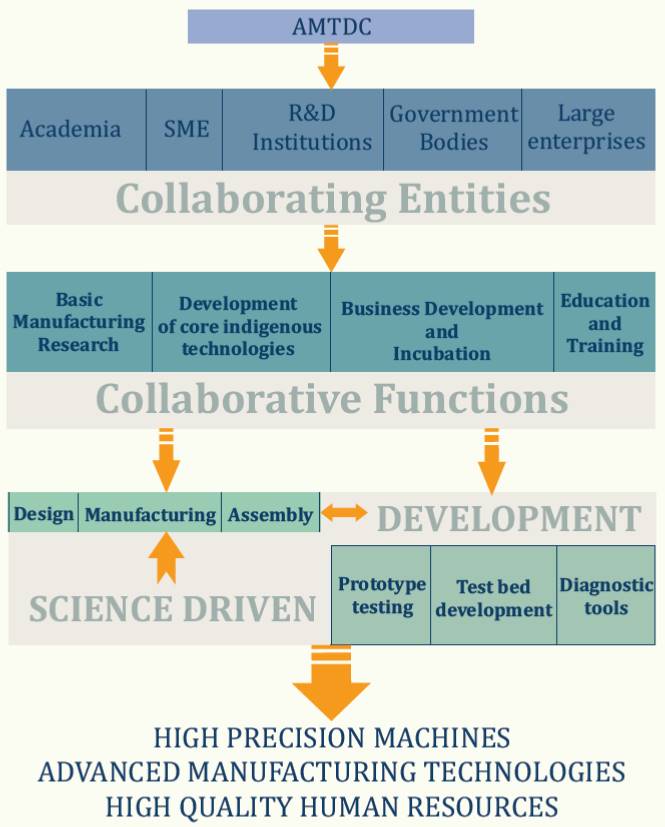 AMTDC
Academia
SME
R&D
Institutions
Government
Bodies
Large
enterprises
Collaborating Entities
Basic
Manufacturing
Research
Development
of core indigenous
technologies
Business Development
and
Incubation
Education
and
Training
Collaborative Functions
Design
Manufacturing
Assembly
DEVELOPMENT
SCIENCE DRIVEN
Prototype
testing
Test bed
development
Diagnostic
tools
HIGH PRECISION MACHINES
ADVANCED MANUFACTURING TECHNOLOGIES
HIGH QUALITY HUMAN RESOURCES